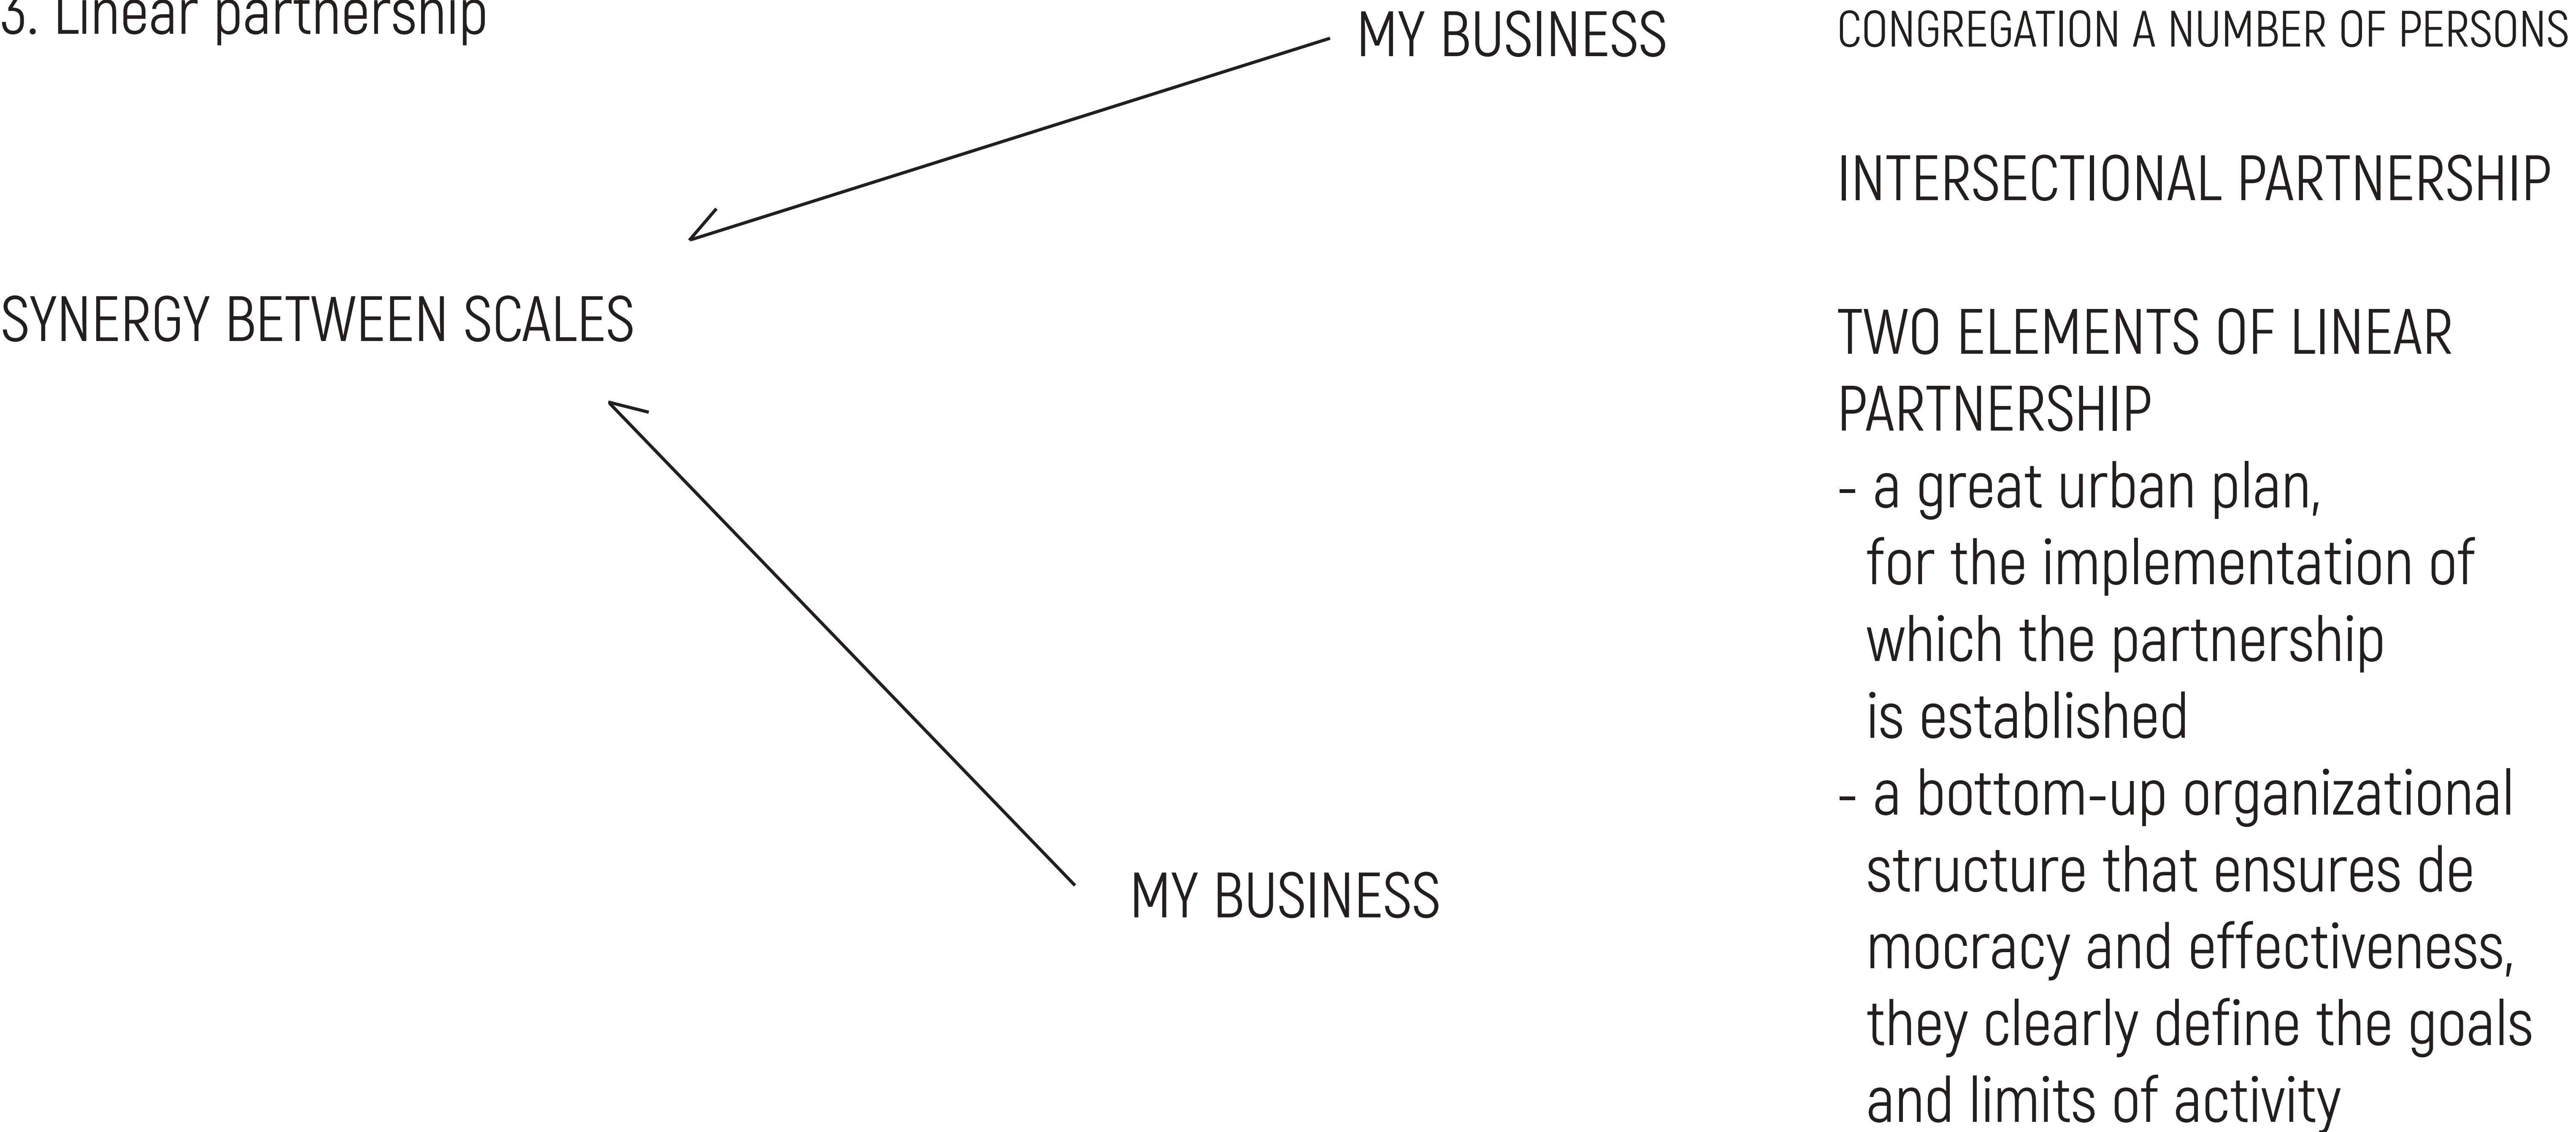 3. Linear partnership
MY BUSINESS
SYNERGY BETWEEN SCALES
MY BUSINESS
CONGREGATION A NUMBER OF PERSONS
INTERSECTIONAL PARTNERSHIP
TWO ELEMENTS OF LINEAR
PARTNERSHIP
- a great urban plan,
for the implementation of
which the partnership
is established
- a bottom-up organizational
structure that ensures de
mocracy and effectiveness,
they clearly define the goals
and limits of activity